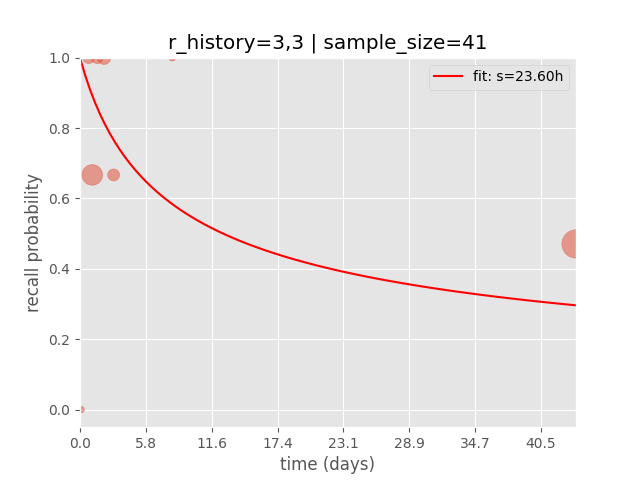 r_history=3,3 | sample_size=41
fit: s=23.60h
1.0
0.8
0.6
0.4
0.2
0.0
recall probability
0.0 5.8 11.6 17.4 23.1 28.9 34.7 40.5
time (days)